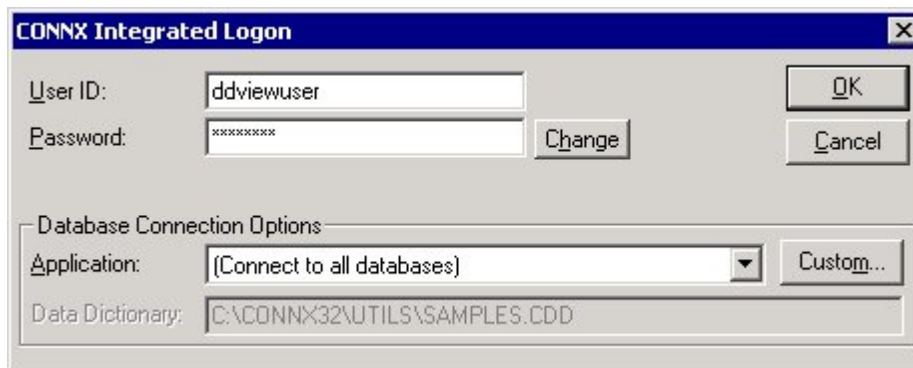 CONNX Integrated Logon
User ID: ddviewuser OK
Password: ******** Change Cancel
Database Connection Options
Application: (Connect to all databases) Custom...
Data Dictionary: C:\CONNX32\UTILS\SAMPLES.CDD